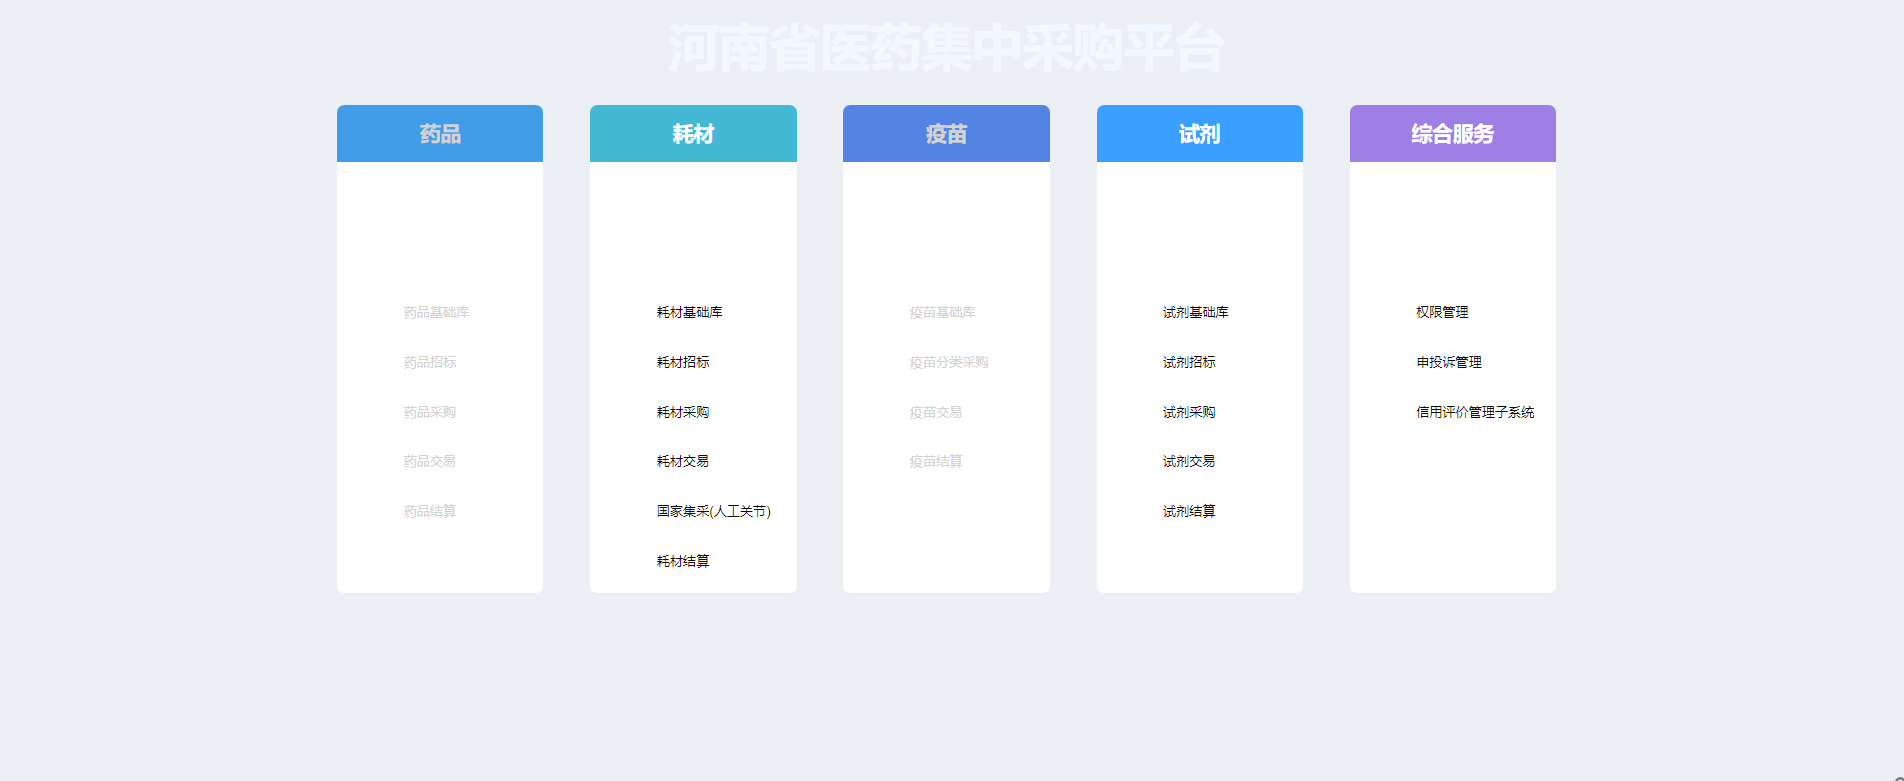 河南省医药集中采购平台
药品
药品基础库
药品招标
药品采购
药品交易
药品结算
耗材
耗材基础库
耗材招标
耗材采购
耗材交易
国家集采(人工关节)
耗材结算
疫苗
疫苗基础库
疫苗分类采购
疫苗交易
疫苗结算
试剂
试剂基础库
试剂招标
试剂采购
试剂交易
试剂结算
综合服务
权限管理
申投诉管理
信用评价管理子系统